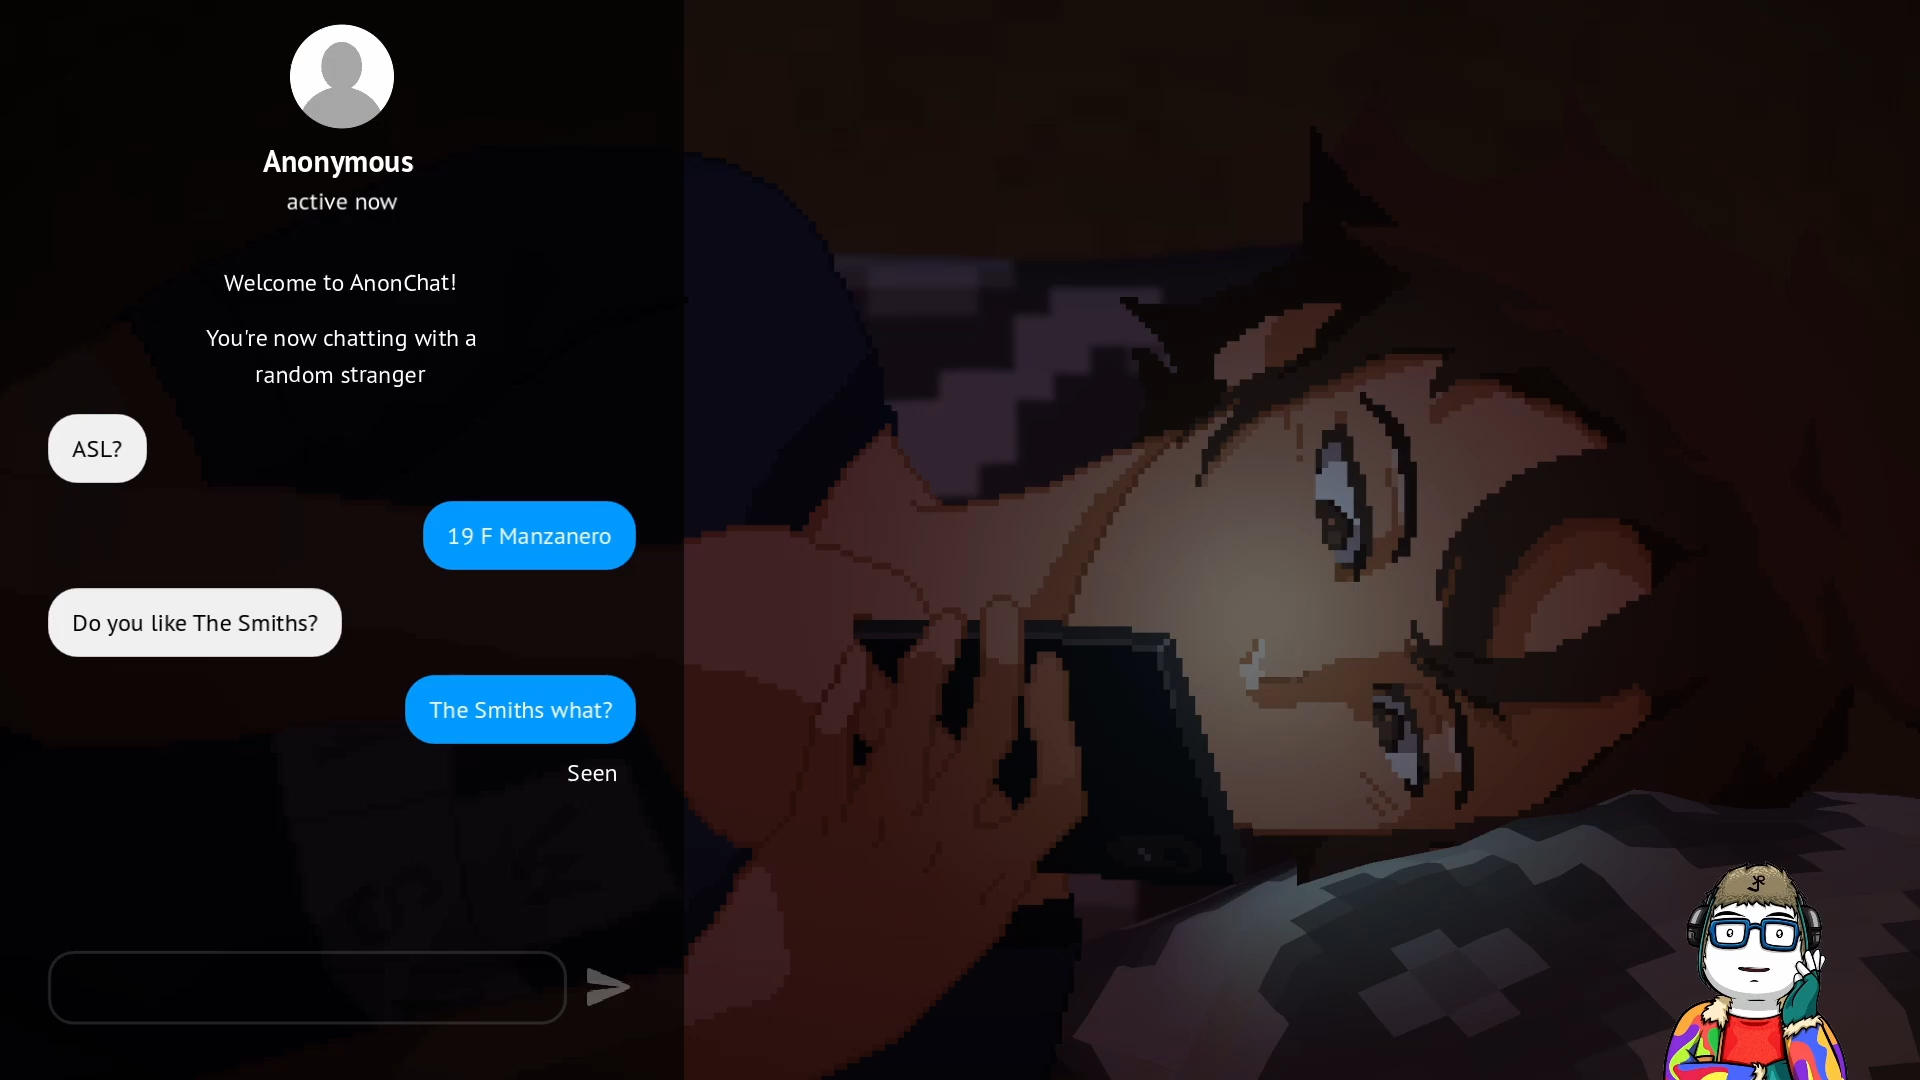 Anonymous
active now
Welcome to AnonChat!
You're now chatting with a
random stranger
ASL?
19 F Manzanero
Do you like The Smiths?
The Smiths what?
Seen